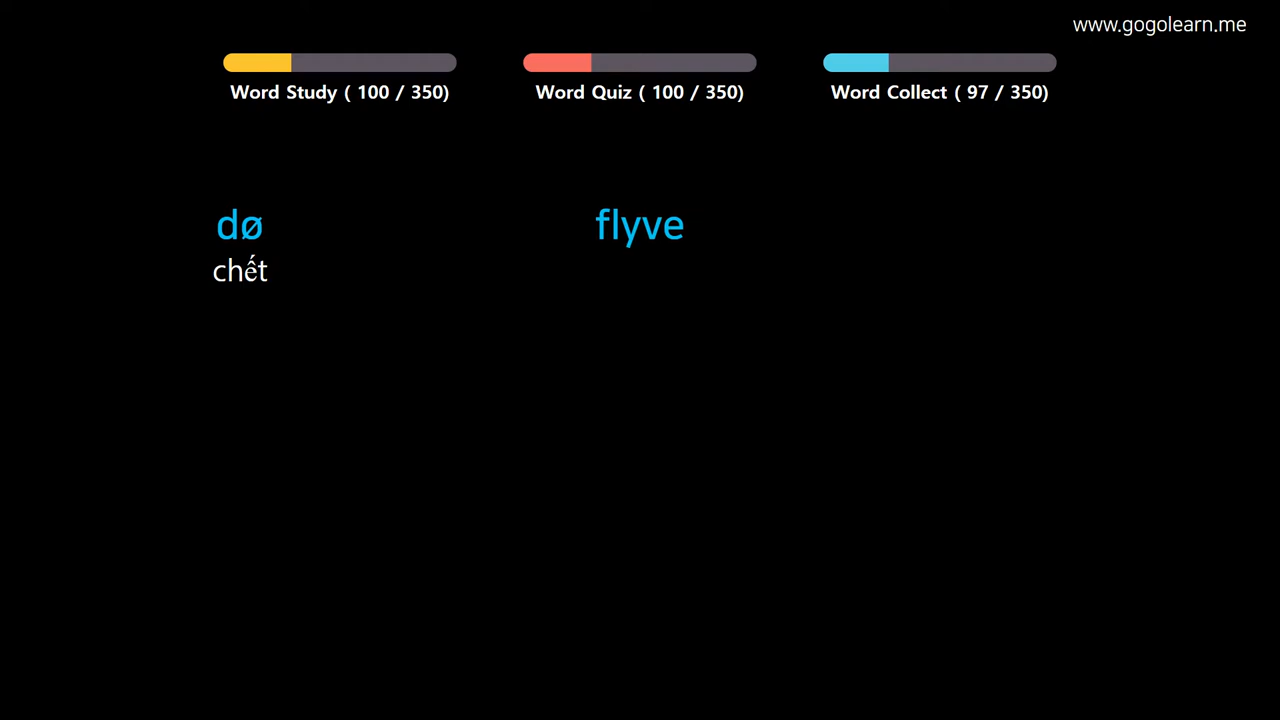 www.gogolearn.me
Word Study ( 100 / 350)
Word Quiz ( 100 / 350)
Word Collect ( 97 / 350)
dø
flyve
chết